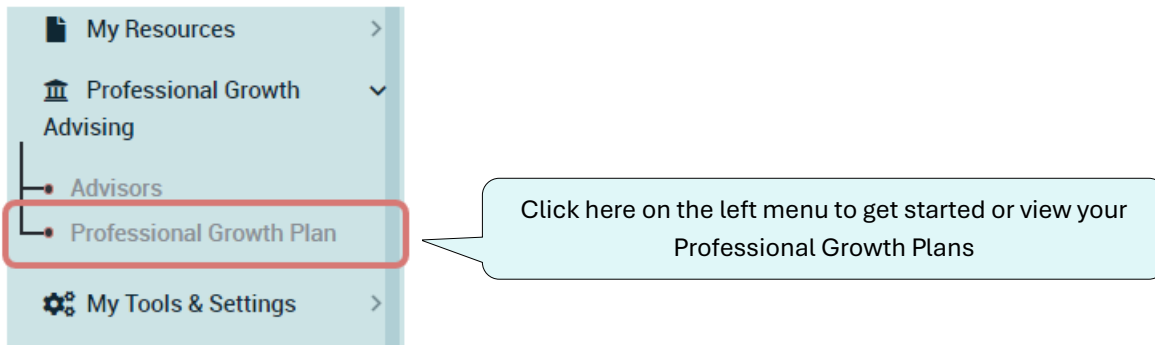 My Resources
Professional Growth
Advising
Advisors
Professional Growth Plan
My Tools & Settings
Click here on the left menu to get started or view your
Professional Growth Plans